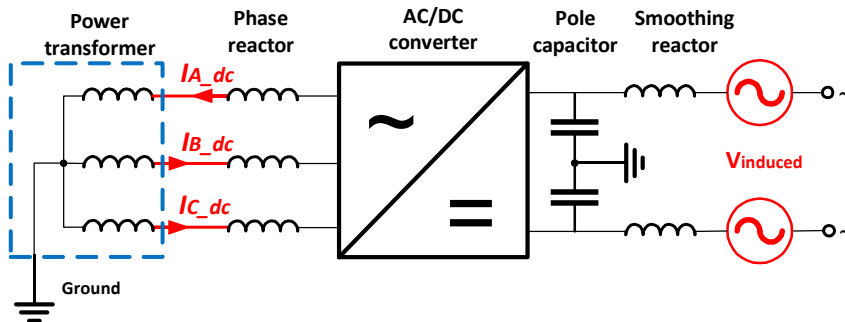 Power
transformer
Phase
reactor
AC/DC
converter
Pole
capacitor
Smoothing
reactor
IA_dc
IB_dc
IC_dc
~
=
Vinduced
~
~
Ground